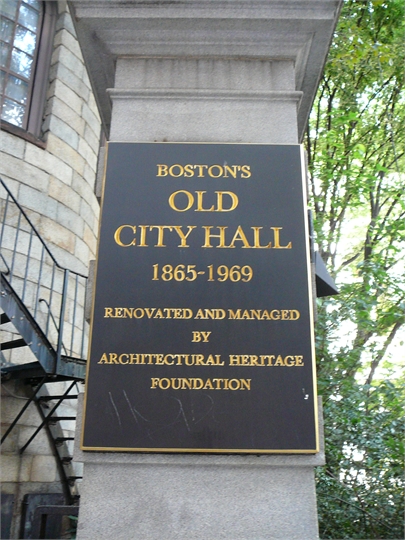 BOSTON'S
OLD
CITY HALL
1865-1969
RENOVATED AND MANAGED
BY
ARCHITECTURAL HERITAGE
FOUNDATION